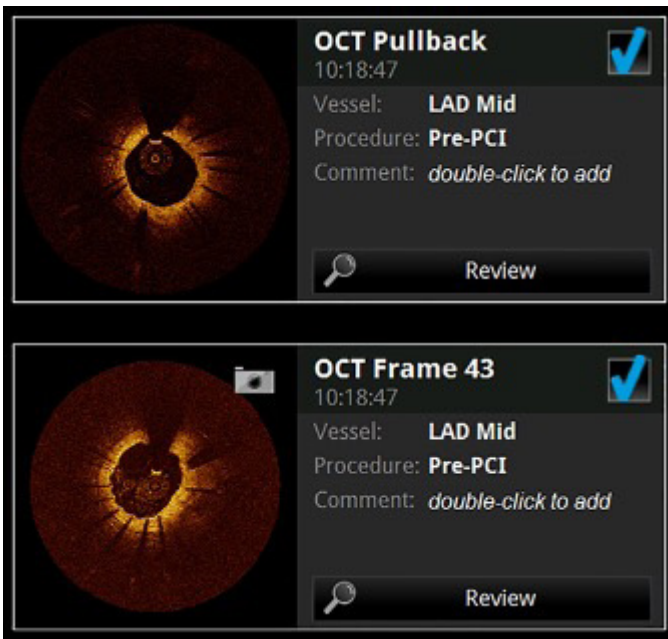 OCT Pullback
10:18:47
Vessel: LAD Mid
Procedure: Pre-PCI
Comment: double-click to add
Review
OCT Frame 43
10:18:47
Vessel: LAD Mid
Procedure: Pre-PCI
Comment: double-click to add
Review